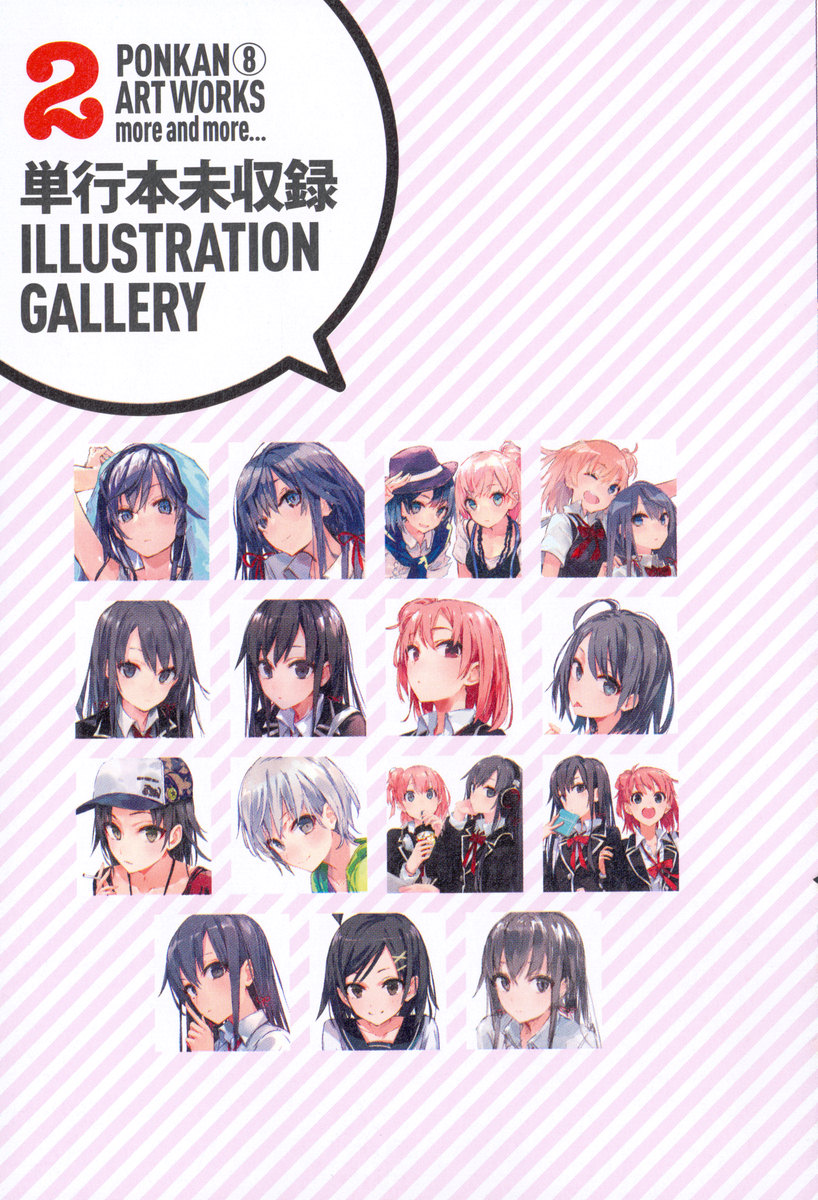 2
PONKAN⑧
ART WORKS
more and more...
単行本未収録
ILLUSTRATION
GALLERY